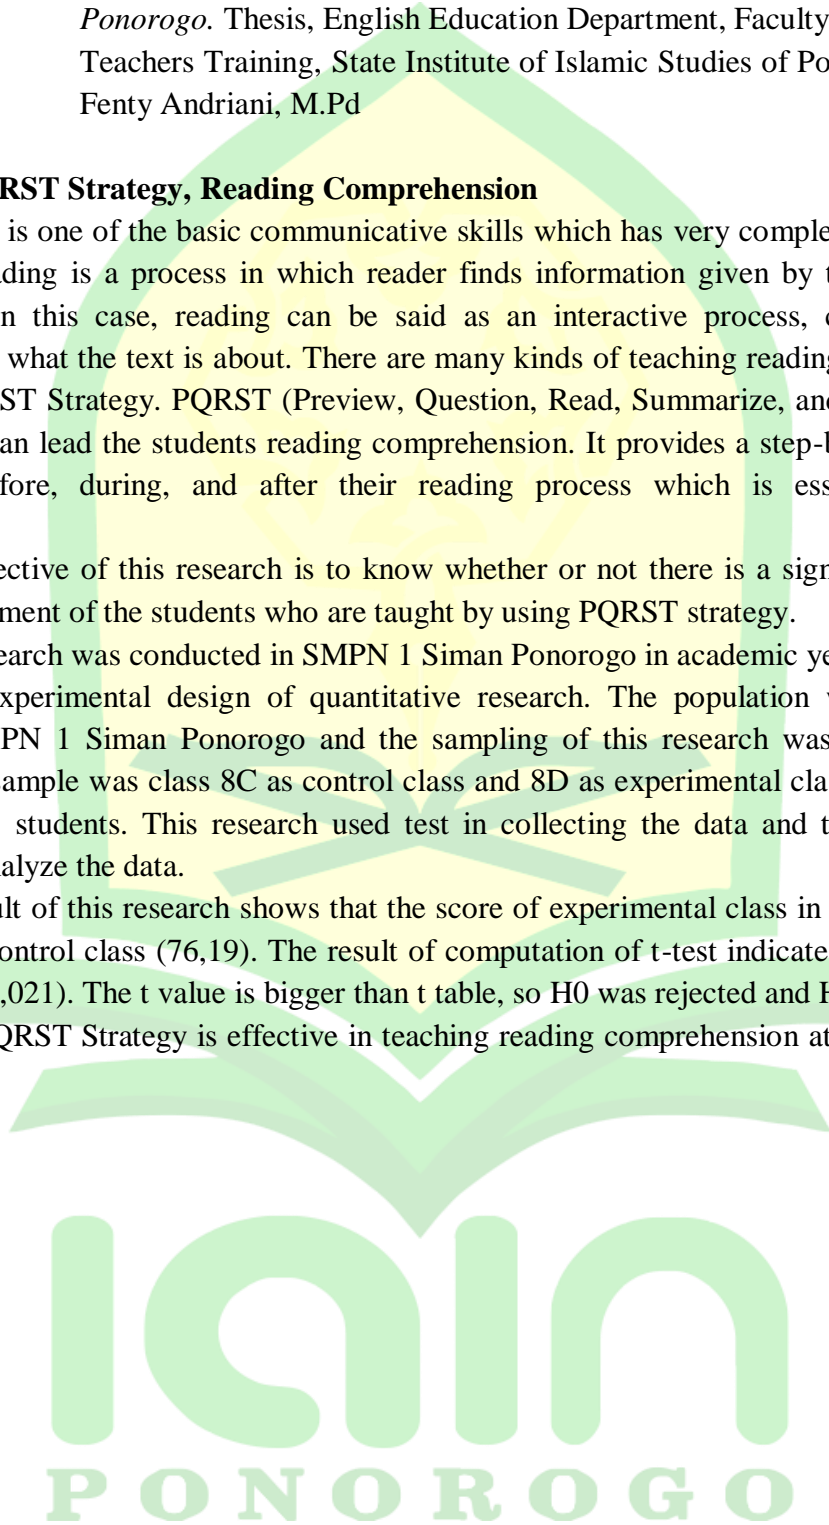 Ponorogo. Thesis, English Education Department, Faculty
Teachers Training, State Institute of Islamic Studies of Po
Fenty Andriani, M.Pd
RST Strategy, Reading Comprehension
is one of the basic communicative skills which has very comple
ding is a process in which reader finds information given by t
n this case, reading can be said as an interactive process,
what the text is about. There are many kinds of teaching reading
ST Strategy. PQRST (Preview, Question, Read, Summarize, and
an lead the students reading comprehension. It provides a step-b
fore, during, and after their reading process which is ess
ective of this research is to know whether or not there is a sign
ment of the students who are taught by using PQRST strategy.
earch was conducted in SMPN 1 Siman Ponorogo in academic ye
xperimental design of quantitative research. The population
PN 1 Siman Ponorogo and the sampling of this research was
sample was class 8C as control class and 8D as experimental cla
students. This research used test in collecting the data and t
nalyze the data.
ult of this research shows that the score of experimental class in
control class (76,19). The result of computation of t-test indicate
,021). The t value is bigger than t table, so H0 was rejected and H
QRST Strategy is effective in teaching reading comprehension at
iain
PONOROGO